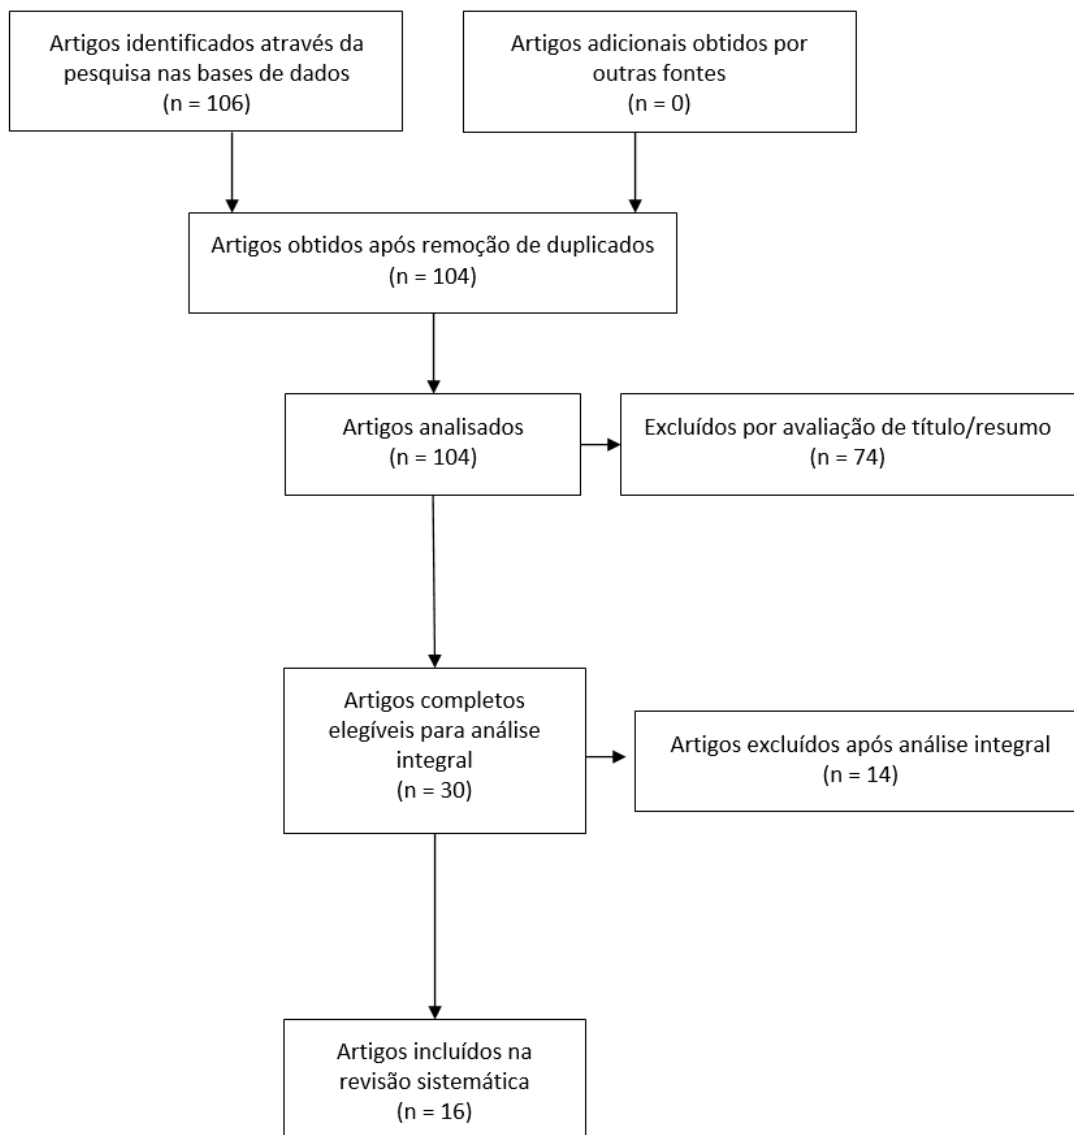 Artigos identificados através da
pesquisa nas bases de dados
(n = 106)
Artigos adicionais obtidos por
outras fontes
(n = 0)
Artigos obtidos após remoção de duplicados
(n = 104)
Artigos analisados
(n = 104)
Excluídos por avaliação de título/resumo
(n = 74)
Artigos completos
elegíveis para análise
integral
(n = 30)
Artigos excluídos após análise integral
(n = 14)
Artigos incluídos na
revisão sistemática
(n = 16)